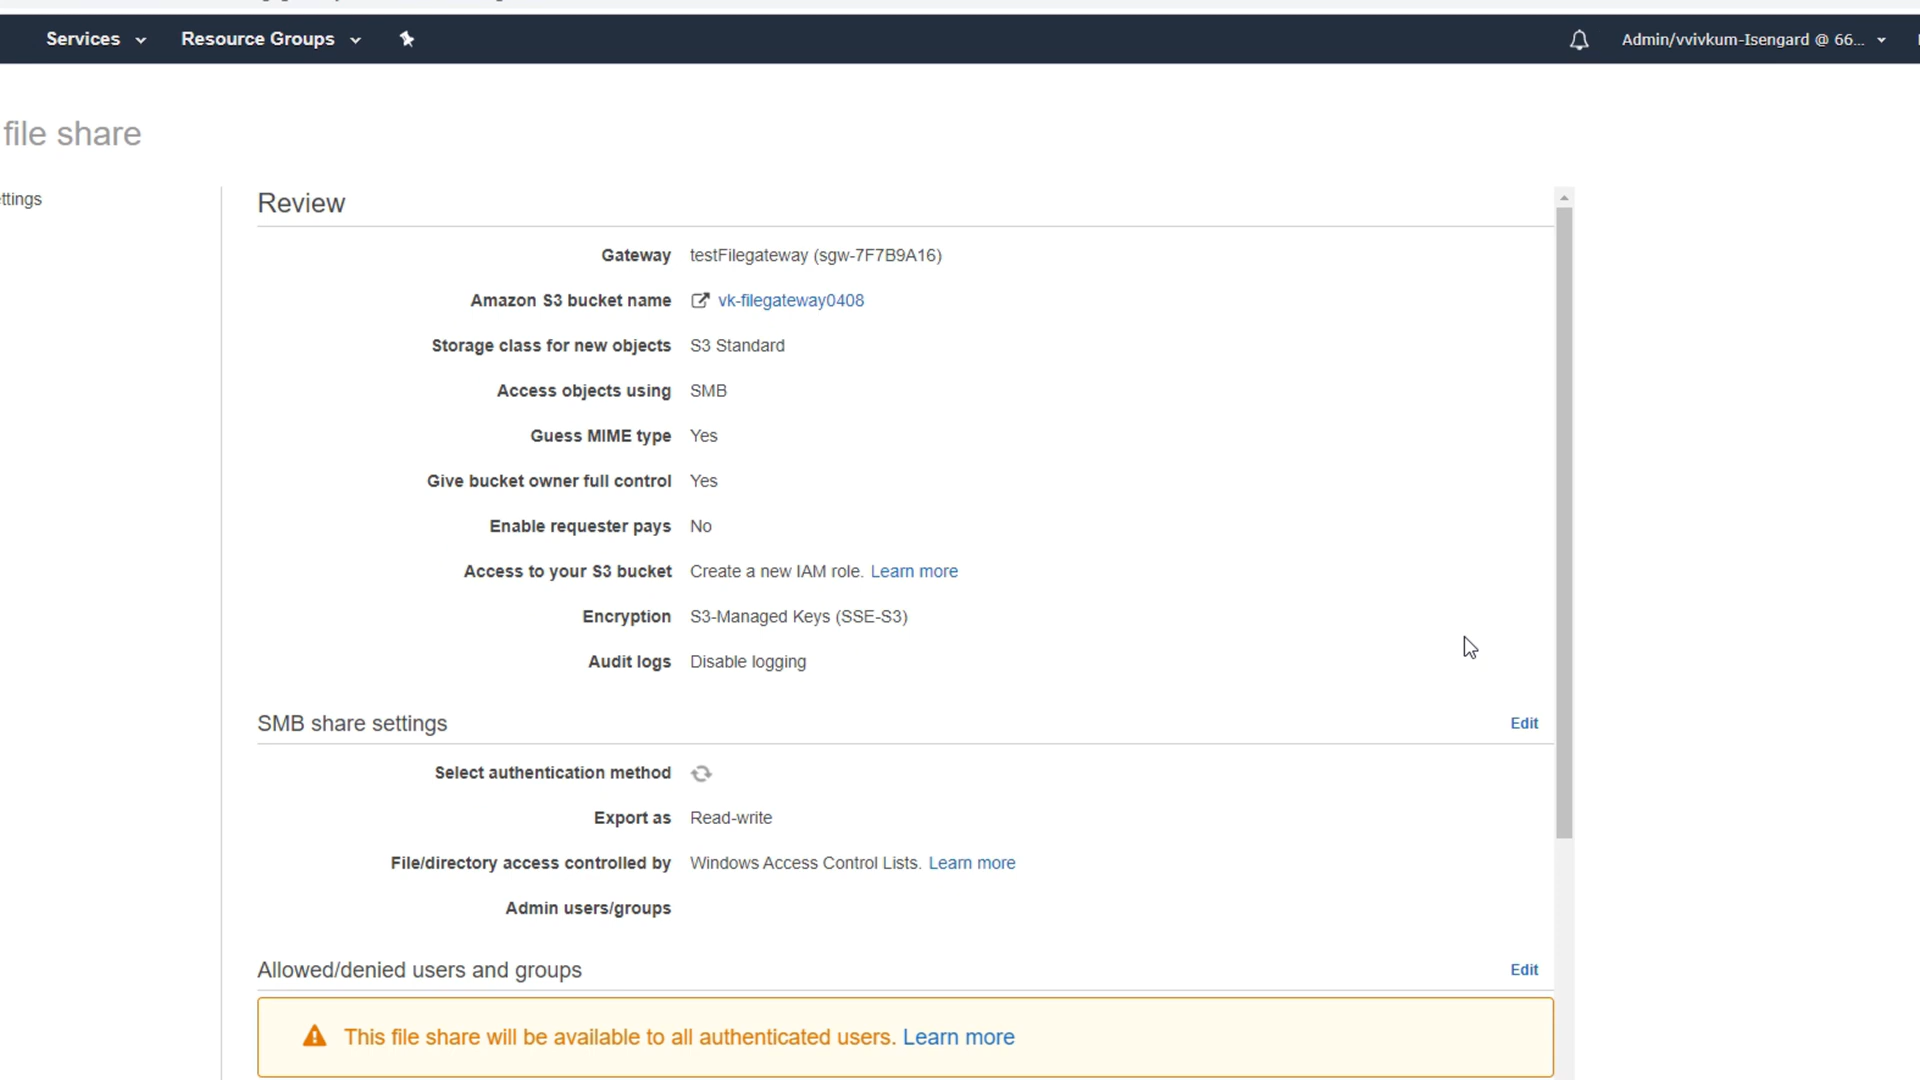 Services Resource Groups Admin/vvivkum-Isengard @ 66...
file share
ttings
Review
Gateway testFilegateway (sgw-7F7B9A16)
Amazon S3 bucket name vk-filegateway0408
Storage class for new objects S3 Standard
Access objects using SMB
Guess MIME type Yes
Give bucket owner full control Yes
Enable requester pays No
Access to your S3 bucket Create a new IAM role. Learn more
Encryption S3-Managed Keys (SSE-S3)
Audit logs Disable logging
SMB share settings Edit
Select authentication method
Export as Read-write
File/directory access controlled by Windows Access Control Lists. Learn more
Admin users/groups
Allowed/denied users and groups Edit
This file share will be available to all authenticated users. Learn more